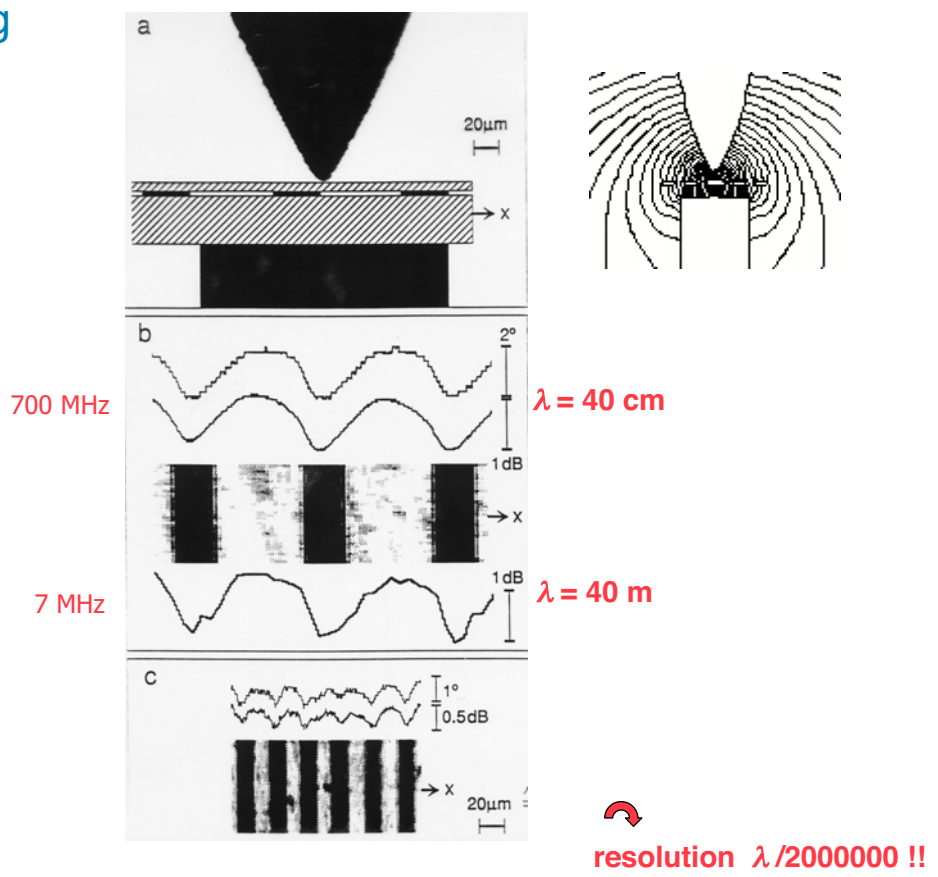 g
a
20μm
→ x
b
2°
700 MHz
λ = 40 cm
1dB
→ x
1dB
7 MHz
λ = 40 m
c
1°
0.5dB
→ x
20μm
resolution λ/2000000 !!